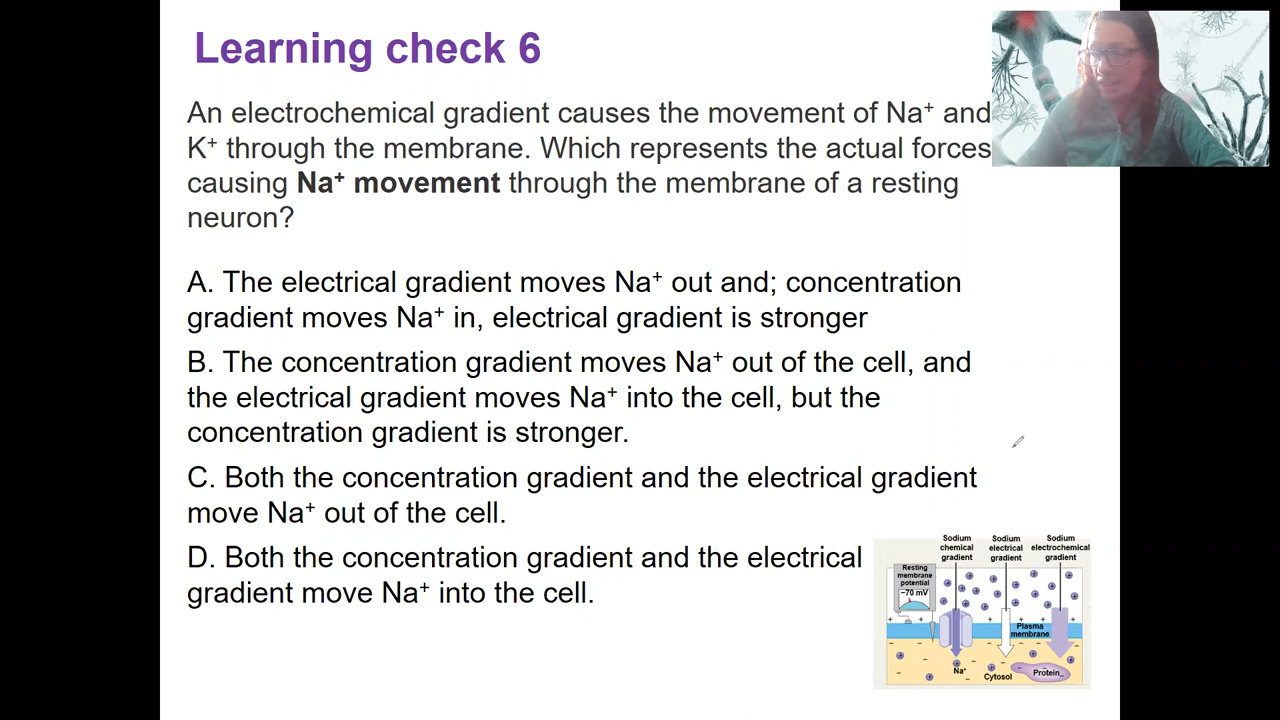 Learning check 6
An electrochemical gradient causes the movement of Na⁺ and
K⁺ through the membrane. Which represents the actual forces
causing Na⁺ movement through the membrane of a resting
neuron?
A. The electrical gradient moves Na⁺ out and; concentration
gradient moves Na⁺ in, electrical gradient is stronger
B. The concentration gradient moves Na⁺ out of the cell, and
the electrical gradient moves Na⁺ into the cell, but the
concentration gradient is stronger.
C. Both the concentration gradient and the electrical gradient
move Na⁺ out of the cell.
D. Both the concentration gradient and the electrical
gradient move Na⁺ into the cell.
Sodium
chemical
gradient
Sodium
electrical
gradient
Sodium
electrochemical
gradient
Resting
membrane
potential
−70 mV
Plasma
membrane
Na⁺
Cytosol
Protein